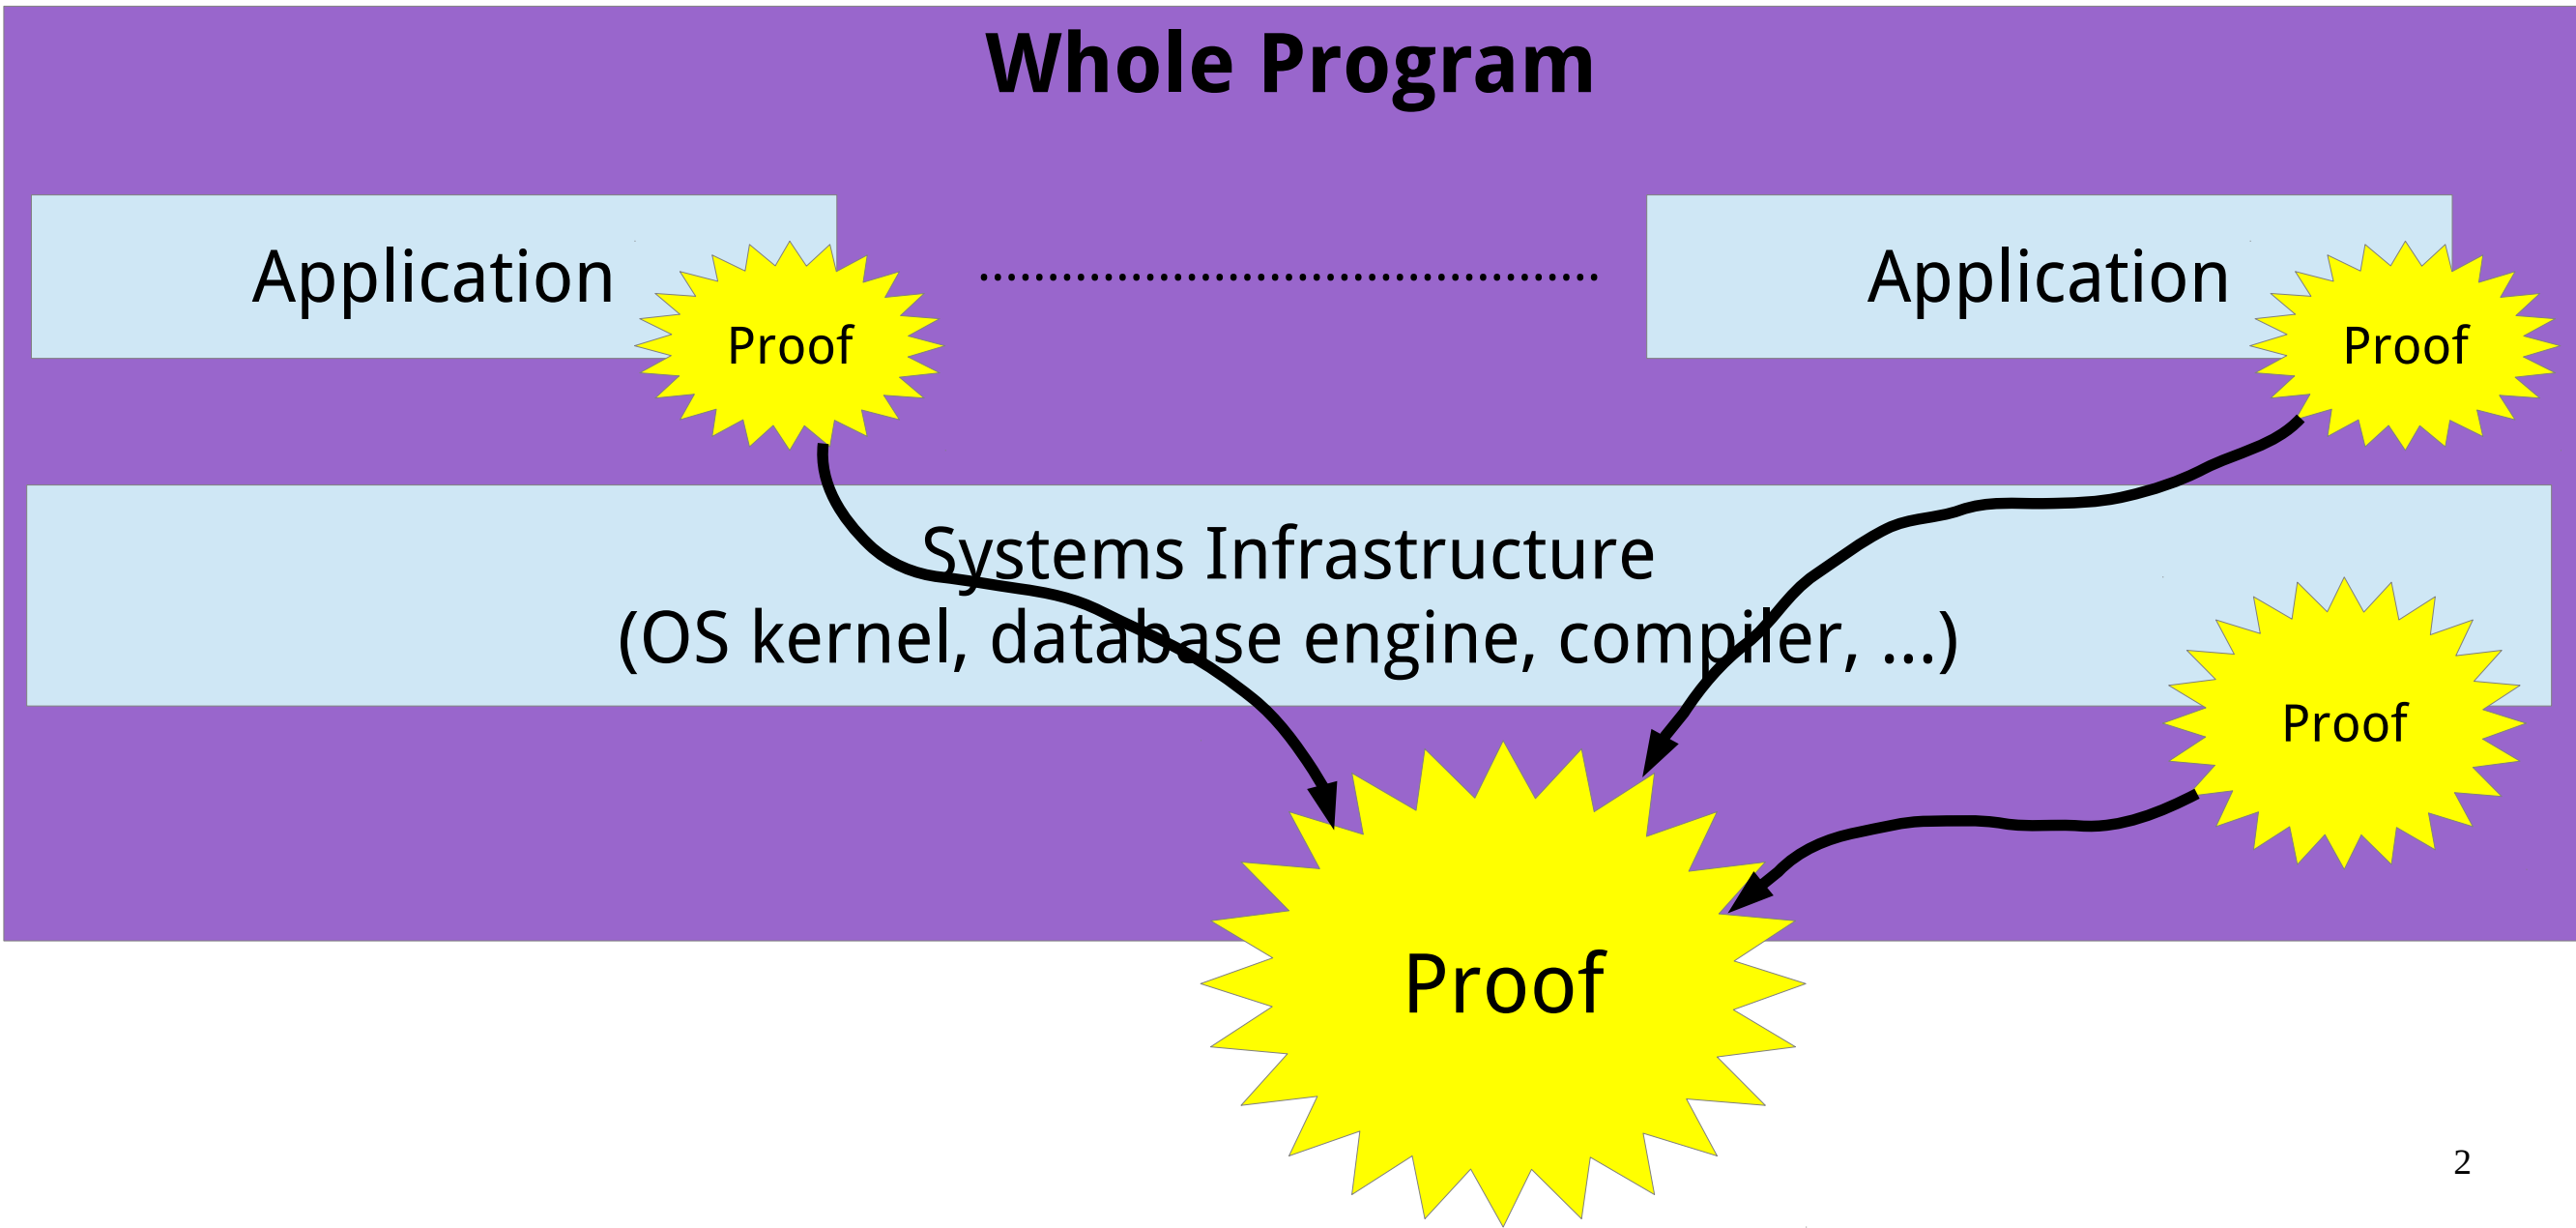 Whole Program
Application
Application
Proof
Proof
Systems Infrastructure
(OS kernel, database engine, compiler, ...)
Proof
Proof
2